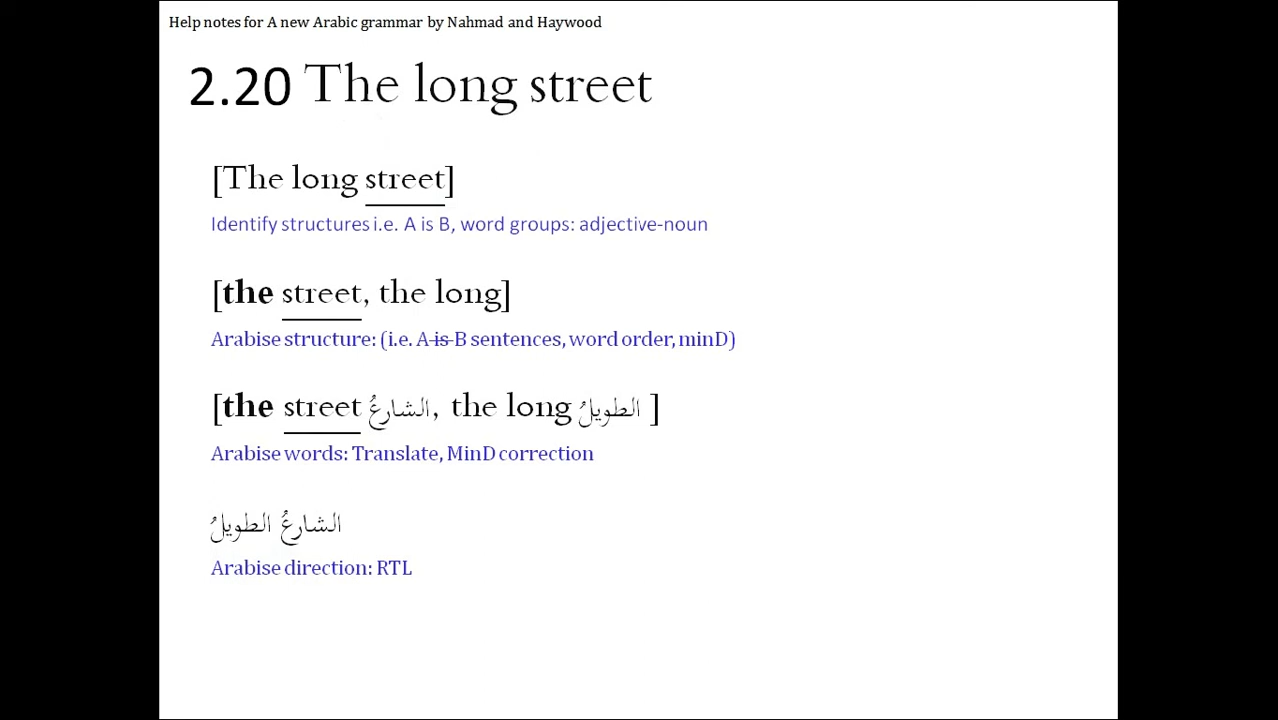 Help notes for A new Arabic grammar by Nahmad and Haywood
2.20 The long street
[The long street]
Identify structures i.e. A is B, word groups: adjective-noun
[the street, the long]
Arabise structure: (i.e. A is B sentences, word order, minD)
[the street الشارعُ, the long الطويلُ ]
Arabise words: Translate, MinD correction
الشارعُ الطويلُ
Arabise direction: RTL